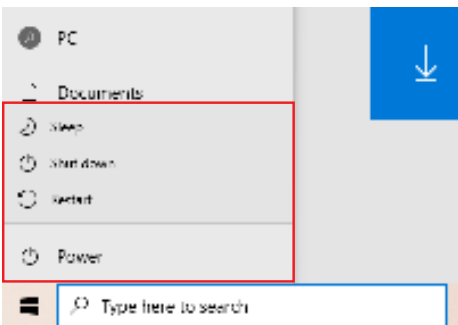 PC
Documents
Sleep
Shut down
Restart
Power
Type here to search